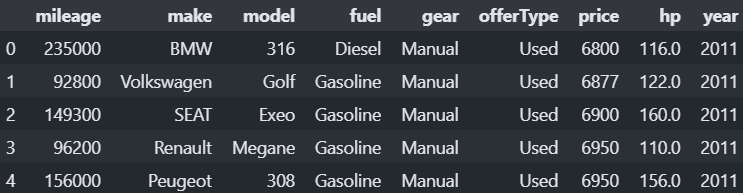 mileage make model fuel gear offerType price hp year
0 235000 BMW 316 Diesel Manual Used 6800 116.0 2011
1 92800 Volkswagen Golf Gasoline Manual Used 6877 122.0 2011
2 149300 SEAT Exeo Gasoline Manual Used 6900 160.0 2011
3 96200 Renault Megane Gasoline Manual Used 6950 110.0 2011
4 156000 Peugeot 308 Gasoline Manual Used 6950 156.0 2011